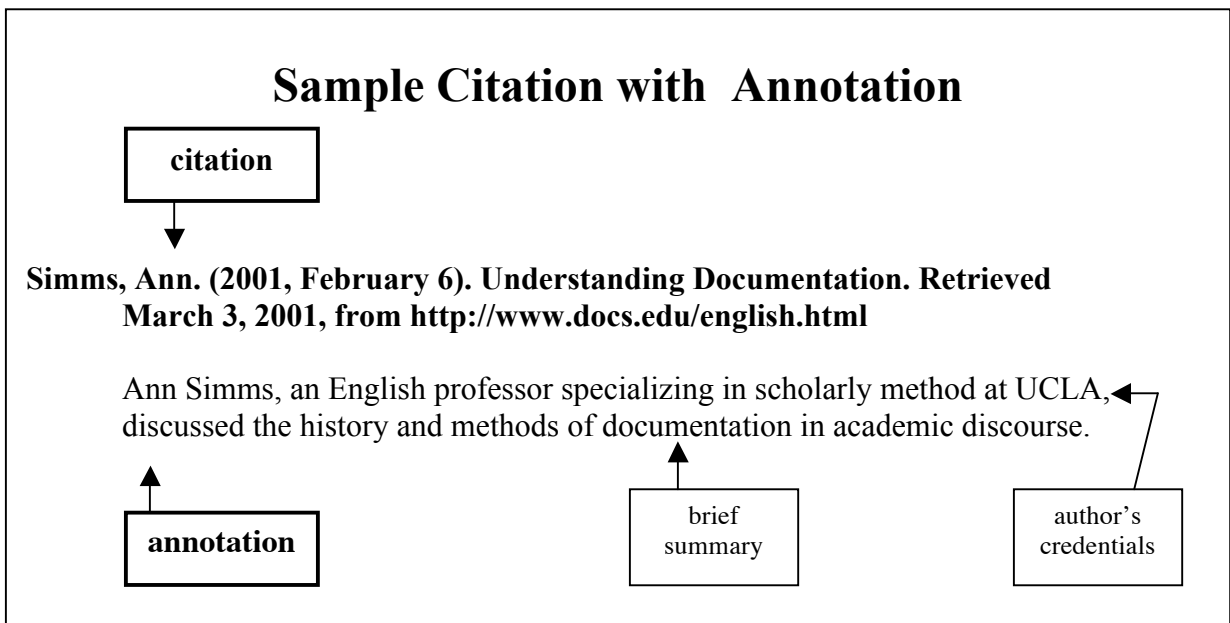 Sample Citation with Annotation
citation
Simms, Ann. (2001, February 6). Understanding Documentation. Retrieved
March 3, 2001, from http://www.docs.edu/english.html
Ann Simms, an English professor specializing in scholarly method at UCLA,
discussed the history and methods of documentation in academic discourse.
annotation
brief
summary
author’s
credentials